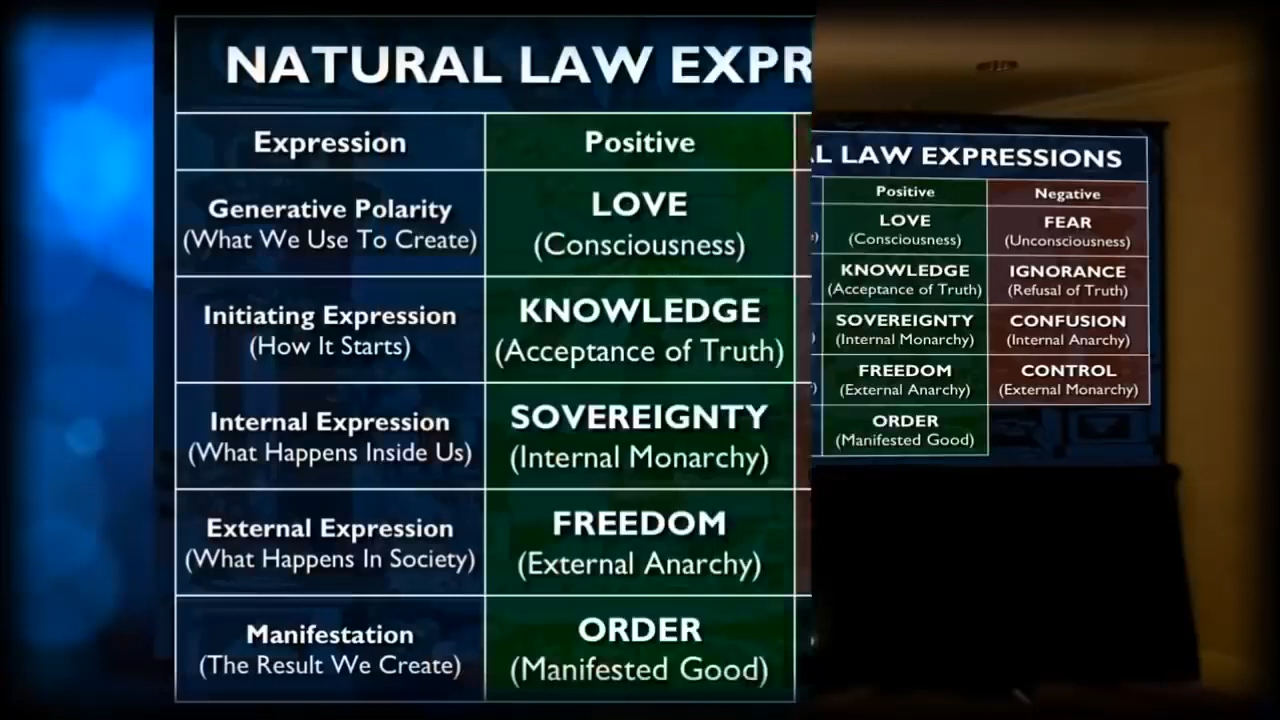 NATURAL LAW EXPR
Expression
Positive
Generative Polarity
(What We Use To Create)
LOVE
(Consciousness)
Initiating Expression
(How It Starts)
KNOWLEDGE
(Acceptance of Truth)
Internal Expression
(What Happens Inside Us)
SOVEREIGNTY
(Internal Monarchy)
External Expression
(What Happens In Society)
FREEDOM
(External Anarchy)
Manifestation
(The Result We Create)
ORDER
(Manifested Good)
L LAW EXPRESSIONS
Positive
Negative
LOVE
(Consciousness)
FEAR
(Unconsciousness)
KNOWLEDGE
(Acceptance of Truth)
IGNORANCE
(Refusal of Truth)
SOVEREIGNTY
(Internal Monarchy)
CONFUSION
(Internal Anarchy)
FREEDOM
(External Anarchy)
CONTROL
(External Monarchy)
ORDER
(Manifested Good)